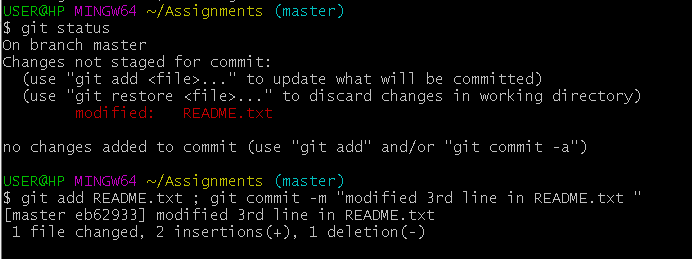 USER@HP MINGW64 ~/Assignments (master)
$ git status
On branch master
Changes not staged for commit:
  (use "git add <file>..." to update what will be committed)
  (use "git restore <file>..." to discard changes in working directory)
        modified:   README.txt

no changes added to commit (use "git add" and/or "git commit -a")

USER@HP MINGW64 ~/Assignments (master)
$ git add README.txt ; git commit -m "modified 3rd line in README.txt "
[master eb62933] modified 3rd line in README.txt
 1 file changed, 2 insertions(+), 1 deletion(-)